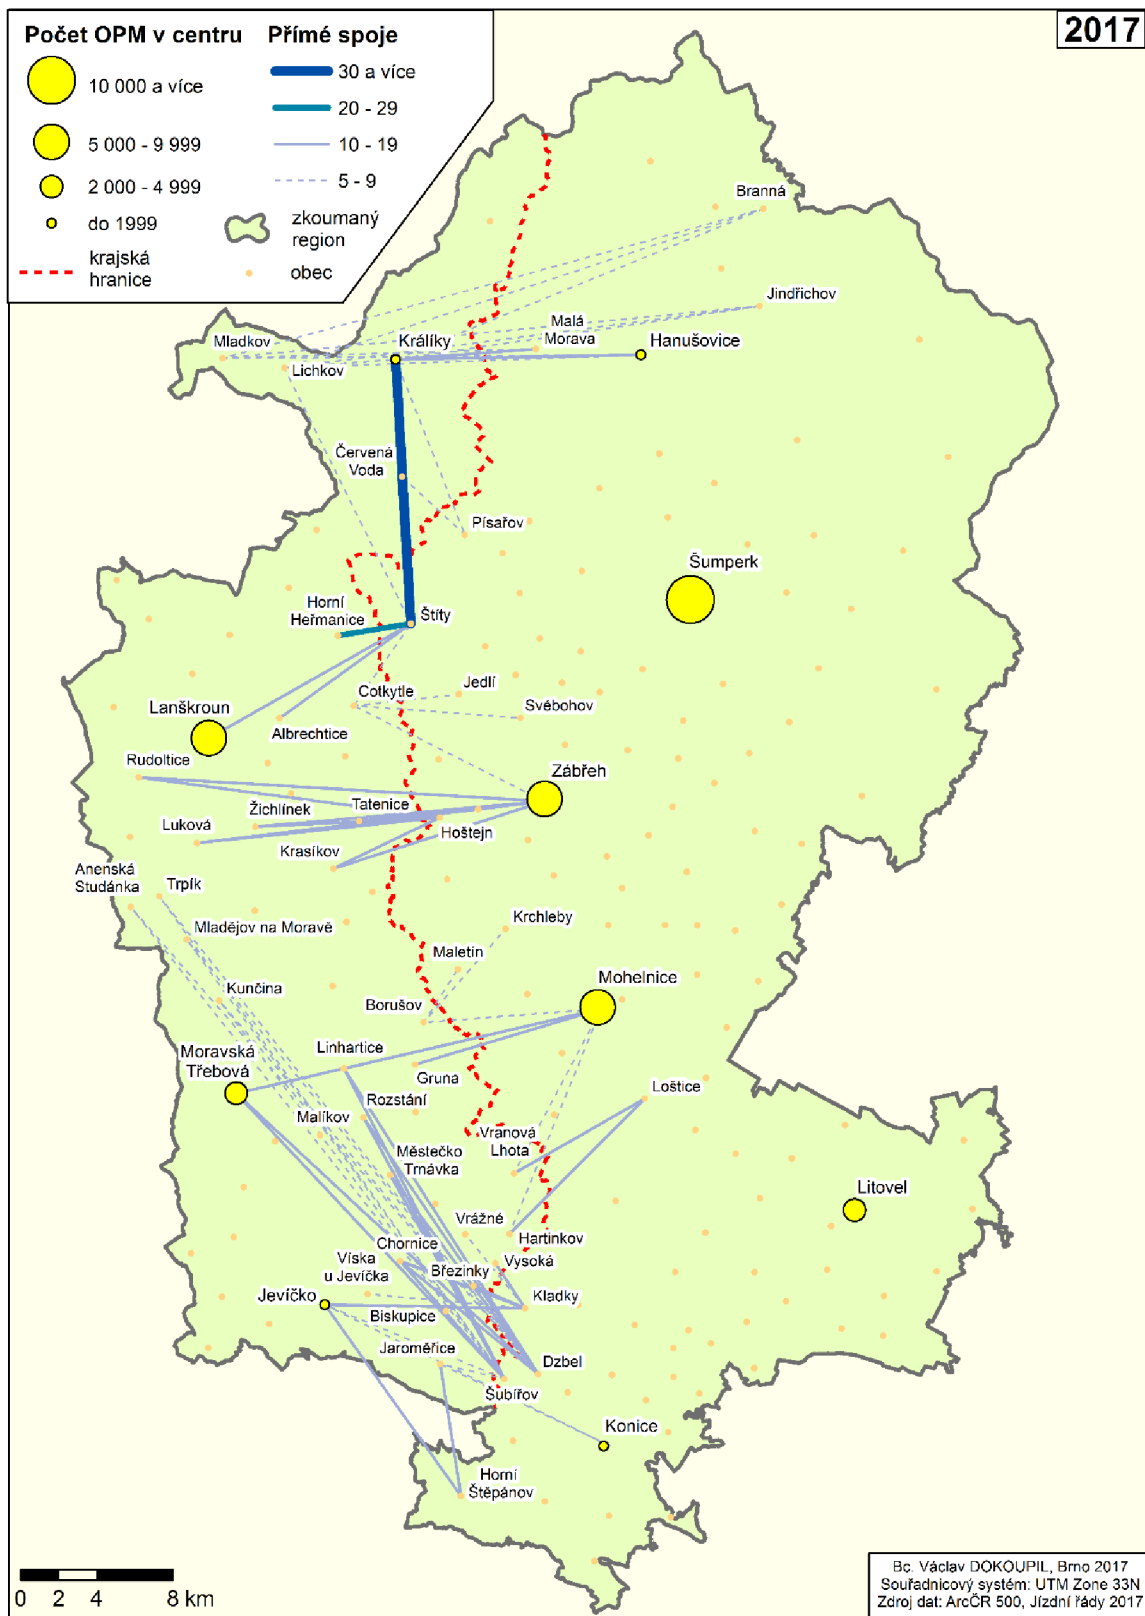 2017
Počet OPM v centru
10 000 a více
5 000 - 9 999
2 000 - 4 999
do 1999
krajská
hranice
Přímé spoje
30 a více
20 - 29
10 - 19
5 - 9
zkoumaný
region
obec
Branná
Jindřichov
Malá
Morava
Hanušovice
Králíky
Mladkov
Lichkov
Červená
Voda
Písařov
Šumperk
Horní
Heřmanice
Štíty
Cotkytle
Jedlí
Svébohov
Lanškroun
Albrechtice
Rudoltice
Zábřeh
Žichlínek
Tatenice
Luková
Hoštejn
Krasíkov
Anenská
Studánka
Trpík
Mladějov na Moravě
Krchleby
Maletín
Mohelnice
Kunčina
Borušov
Moravská
Třebová
Linhartice
Gruna
Rozstání
Loštice
Malíkov
Vranová
Lhota
Městečko
Trnávka
Litovel
Vrážné
Hartinkov
Chornice
Víska
u Jevíčka
Březinky
Vysoká
Jevíčko
Kladky
Biskupice
Jaroměřice
Dzbel
Šubířov
Konice
Horní
Štěpánov
0 2 4 8 km
Bc. Václav DOKOUPIL, Brno 2017
Souřadnicový systém: UTM Zone 33N
Zdroj dat: ArcČR 500, Jízdní řády 2017